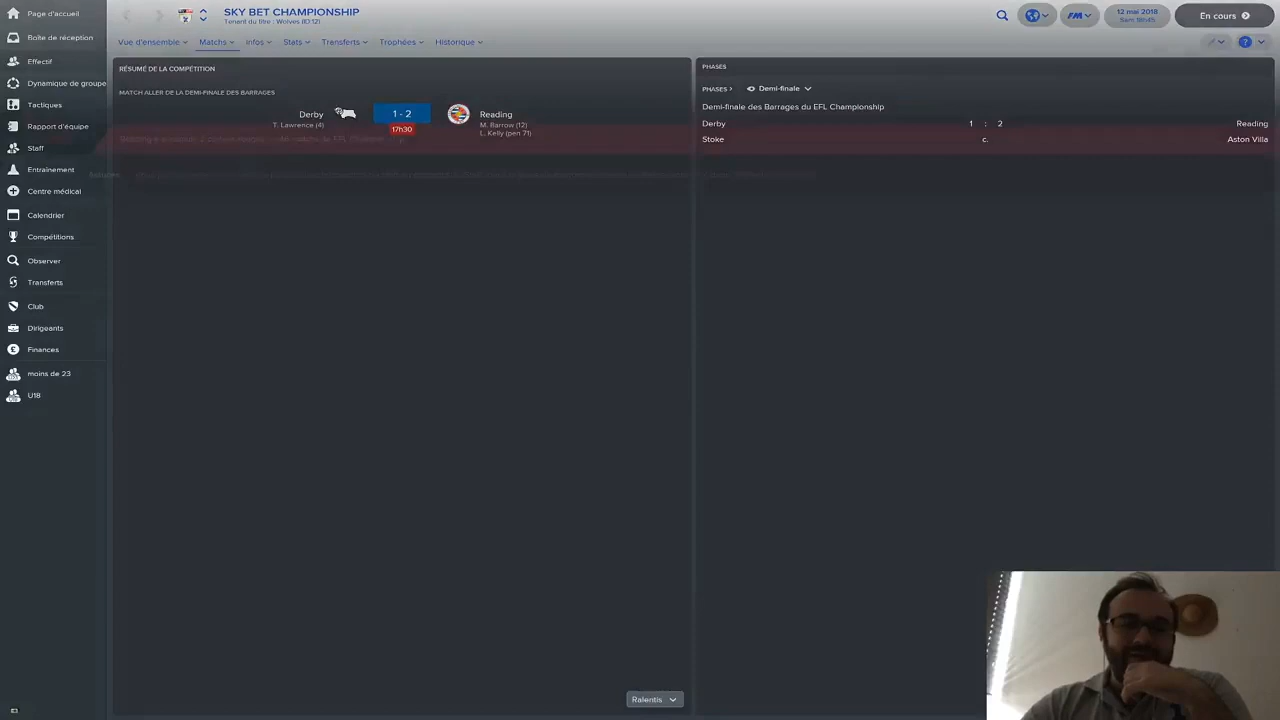 Page d'accueil
Boîte de réception
Effectif
Dynamique de groupe
Tactiques
Rapport d'équipe
Staff
Entraînement
Centre médical
Calendrier
Compétitions
Observer
Transferts
Club
Dirigeants
Finances
moins de 23
U18
SKY BET CHAMPIONSHIP
Tenant du titre : Wolves (ID:12)
12 mai 2018
En cours
Vue d'ensemble
Matchs
Infos
Stats
Transferts
Trophées
Historique
RÉSUMÉ DE LA COMPÉTITION
MATCH ALLER DE LA DEMI-FINALE DES BARRAGES
Derby 1 - 2 Reading
T. Lawrence (4)
17h30
M. Barrow (12)
L. Kelly (pen 71)
Ralentis
PHASES
PHASES > Demi-finale
Demi-finale des Barrages du EFL Championship
Derby 1 : 2 Reading
Stoke c. Aston Villa